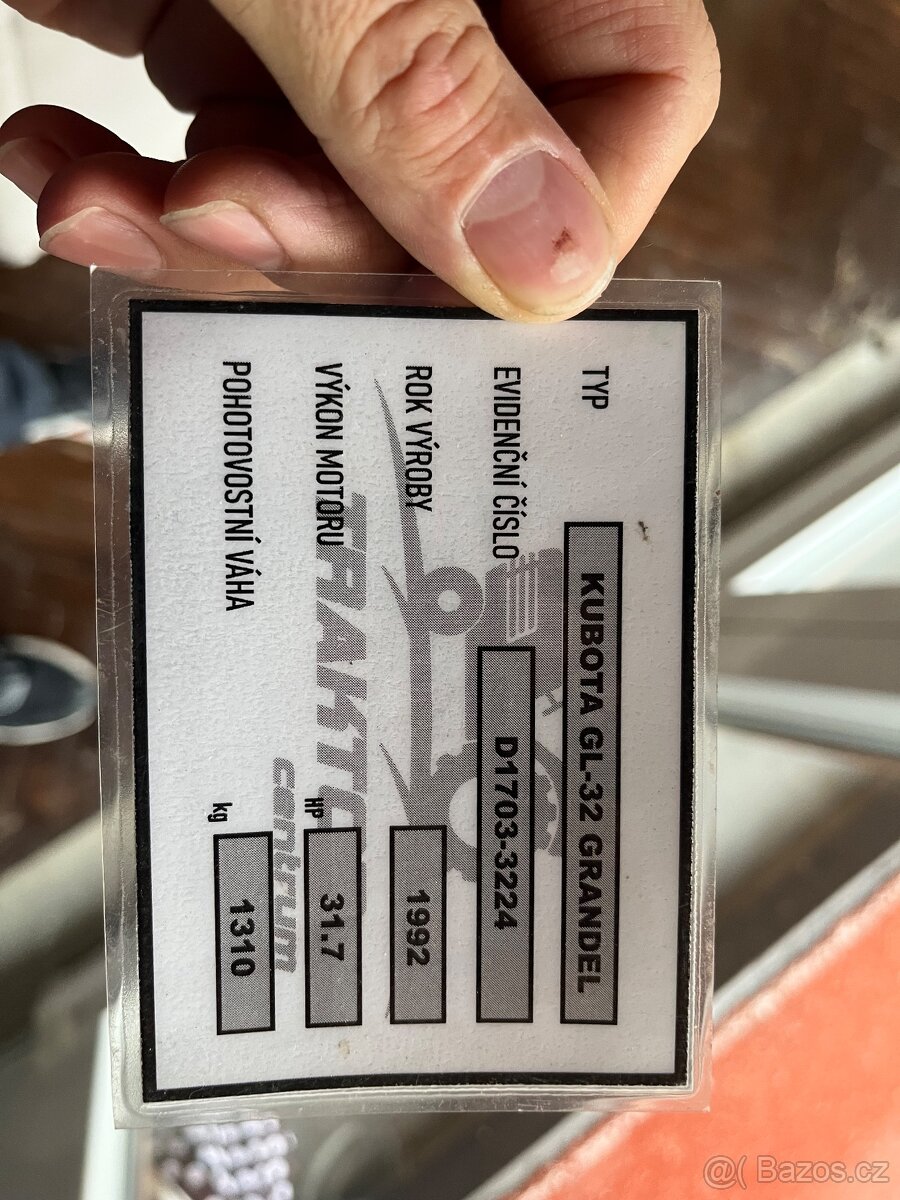 TYP KUBOTA GL-32 GRANDEL
EVIDENČNÍ ČÍSLO D1703-3224
ROK VÝROBY 1992
VÝKON MOTORU HP 31.7
POHOTOVOSTNÍ VÁHA kg 1310
TRAKTOR
centrum
@( Bazos.cz